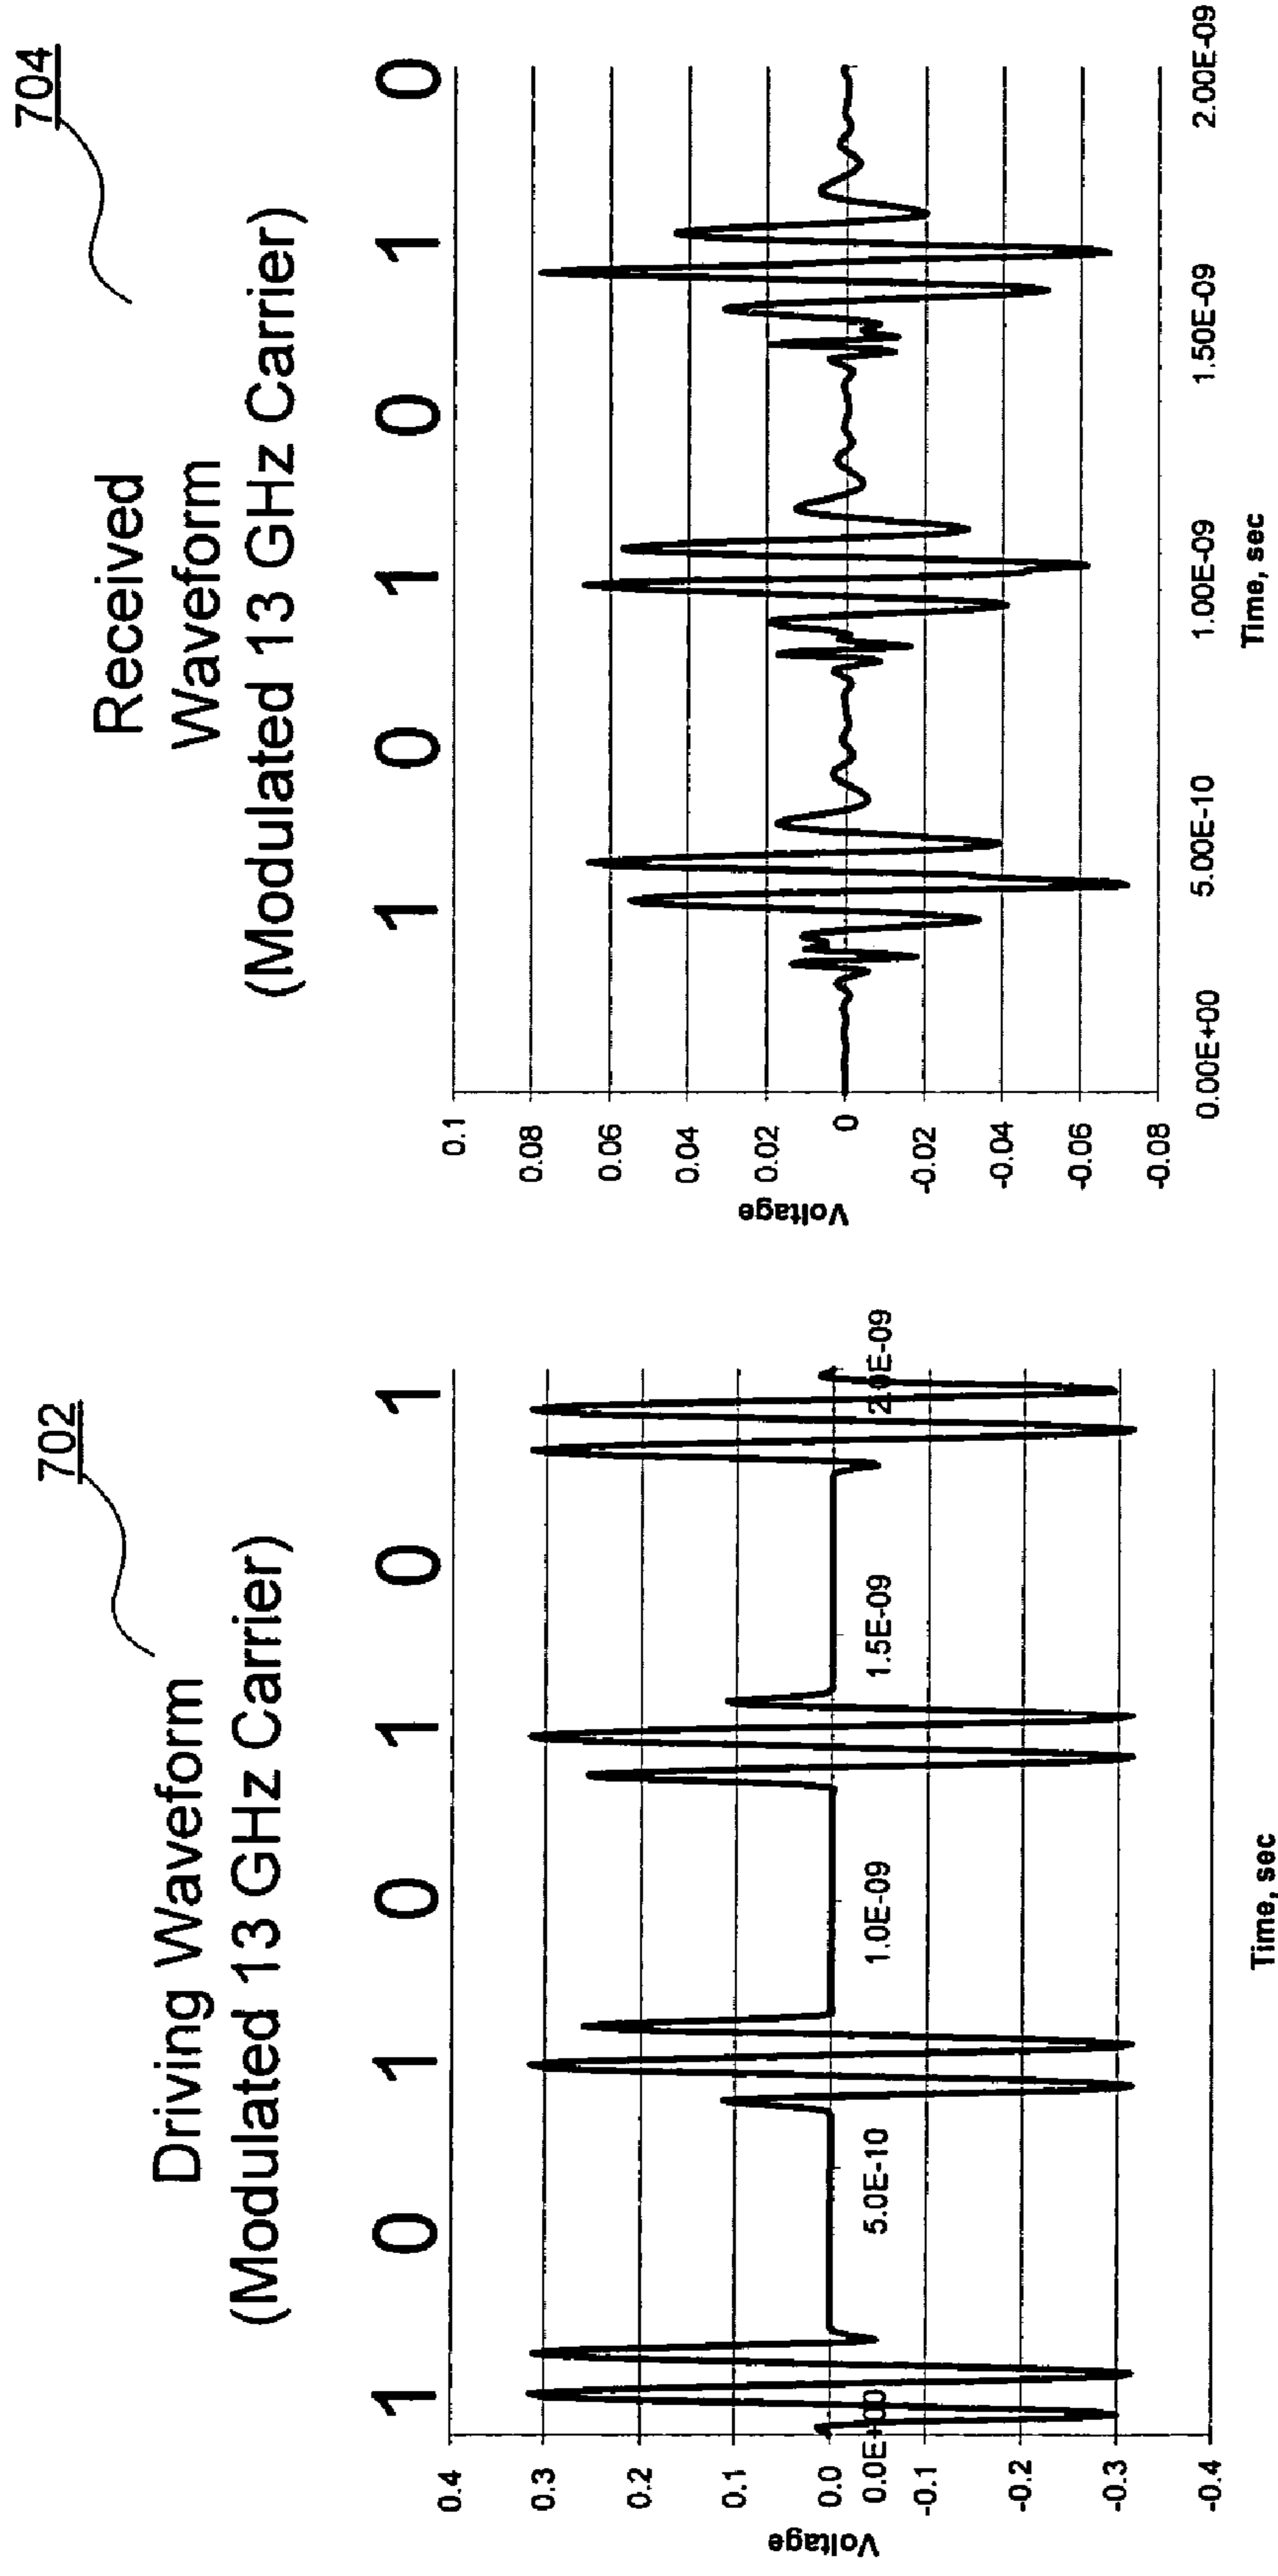 702
Driving Waveform
(Modulated 13 GHz Carrier)
1 0 1 0 1 0 1
0.4
0.3
0.2
0.1
0.0
-0.1
-0.2
-0.3
-0.4
Voltage
0.0E+00 5.0E-10 1.0E-09 1.5E-09 2.0E-09
Time, sec
704
Received
Waveform
(Modulated 13 GHz Carrier)
1 0 1 0 1 0
0.1
0.08
0.06
0.04
0.02
0
-0.02
-0.04
-0.06
-0.08
Voltage
0.00E+00 5.00E-10 1.00E-09 1.50E-09 2.00E-09
Time, sec